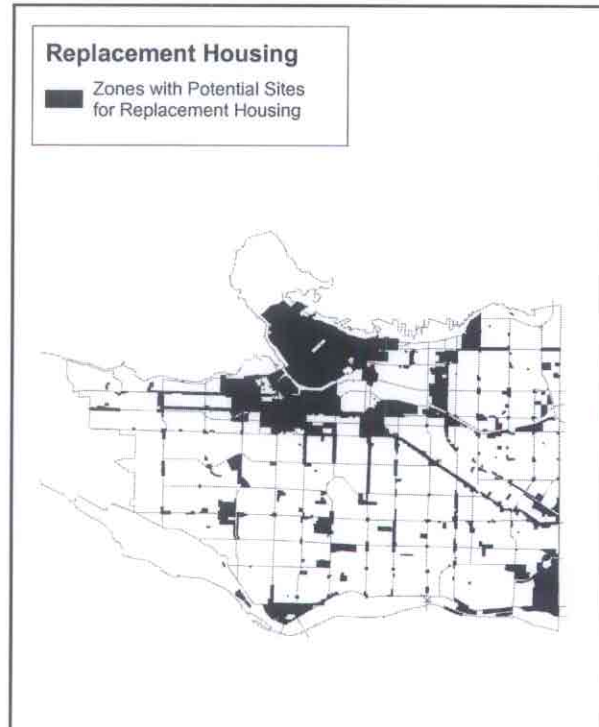 Replacement Housing
Zones with Potential Sites
for Replacement Housing